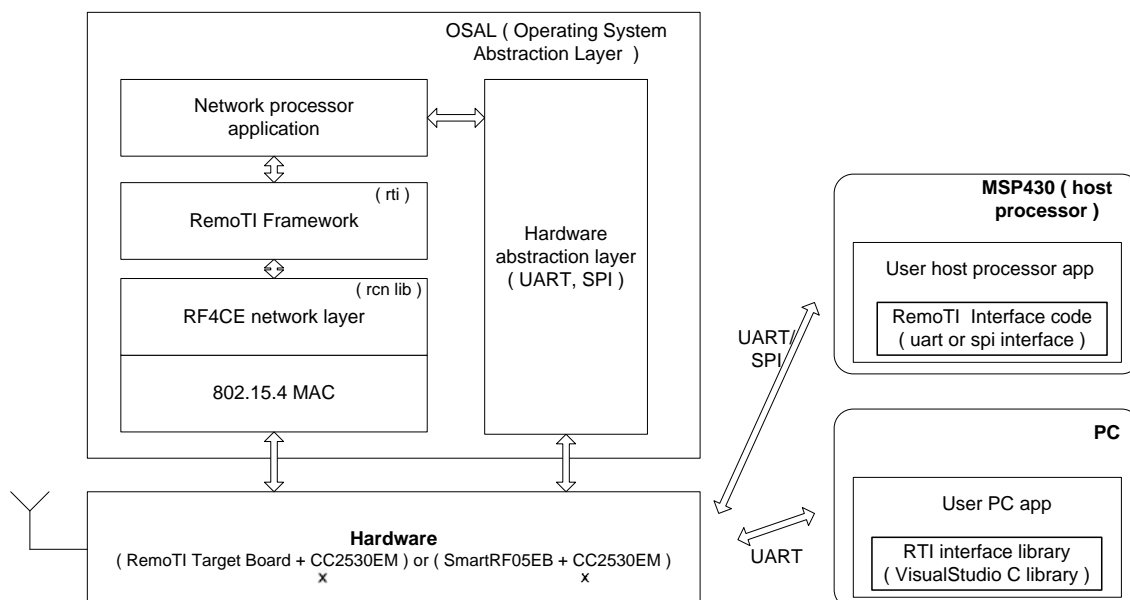 OSAL ( Operating System
Abstraction Layer )
Network processor
application
( rti )
RemoTI Framework
( rcn lib )
RF4CE network layer
802.15.4 MAC
Hardware
abstraction layer
( UART, SPI )
UART/
SPI
MSP430 ( host
processor )
User host processor app
RemoTI Interface code
( uart or spi interface )
PC
User PC app
RTI interface library
( VisualStudio C library )
UART
Hardware
( RemoTI Target Board + CC2530EM ) or ( SmartRF05EB + CC2530EM )
x x